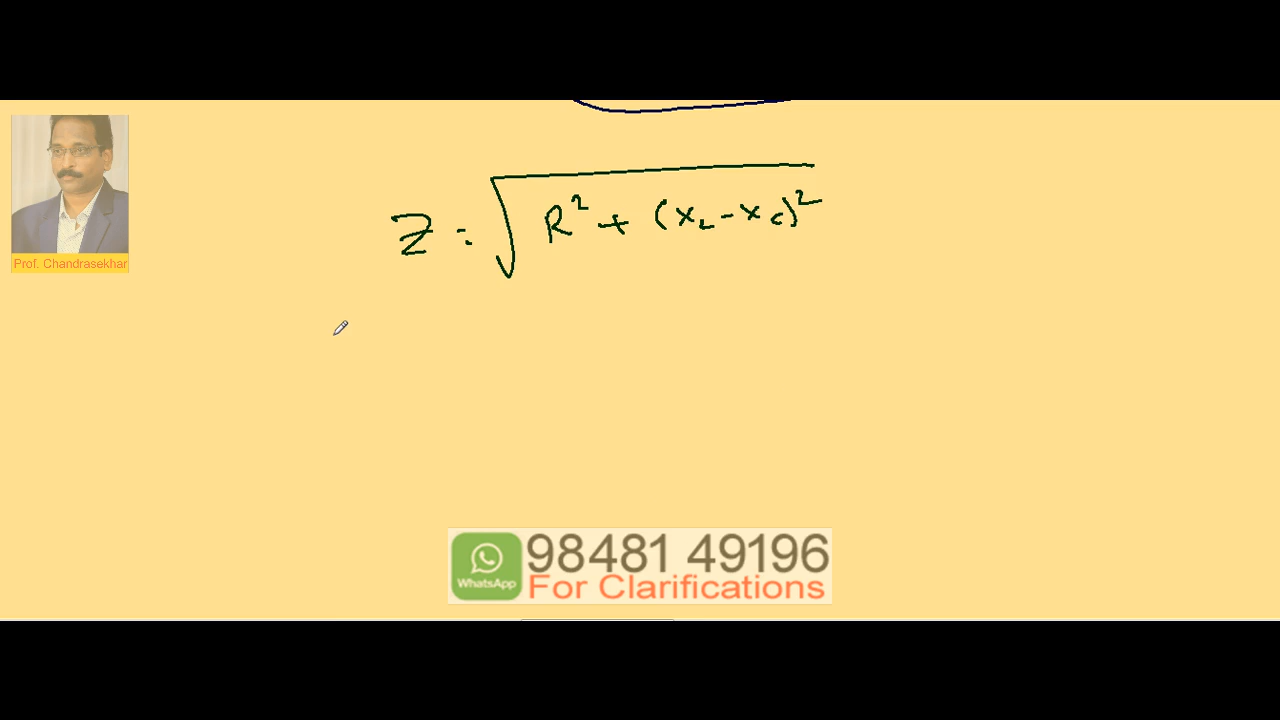 Z = √R² + (X_L - X_C)²
Prof. Chandrasekhar
98481 49196
WhatsApp
For Clarifications